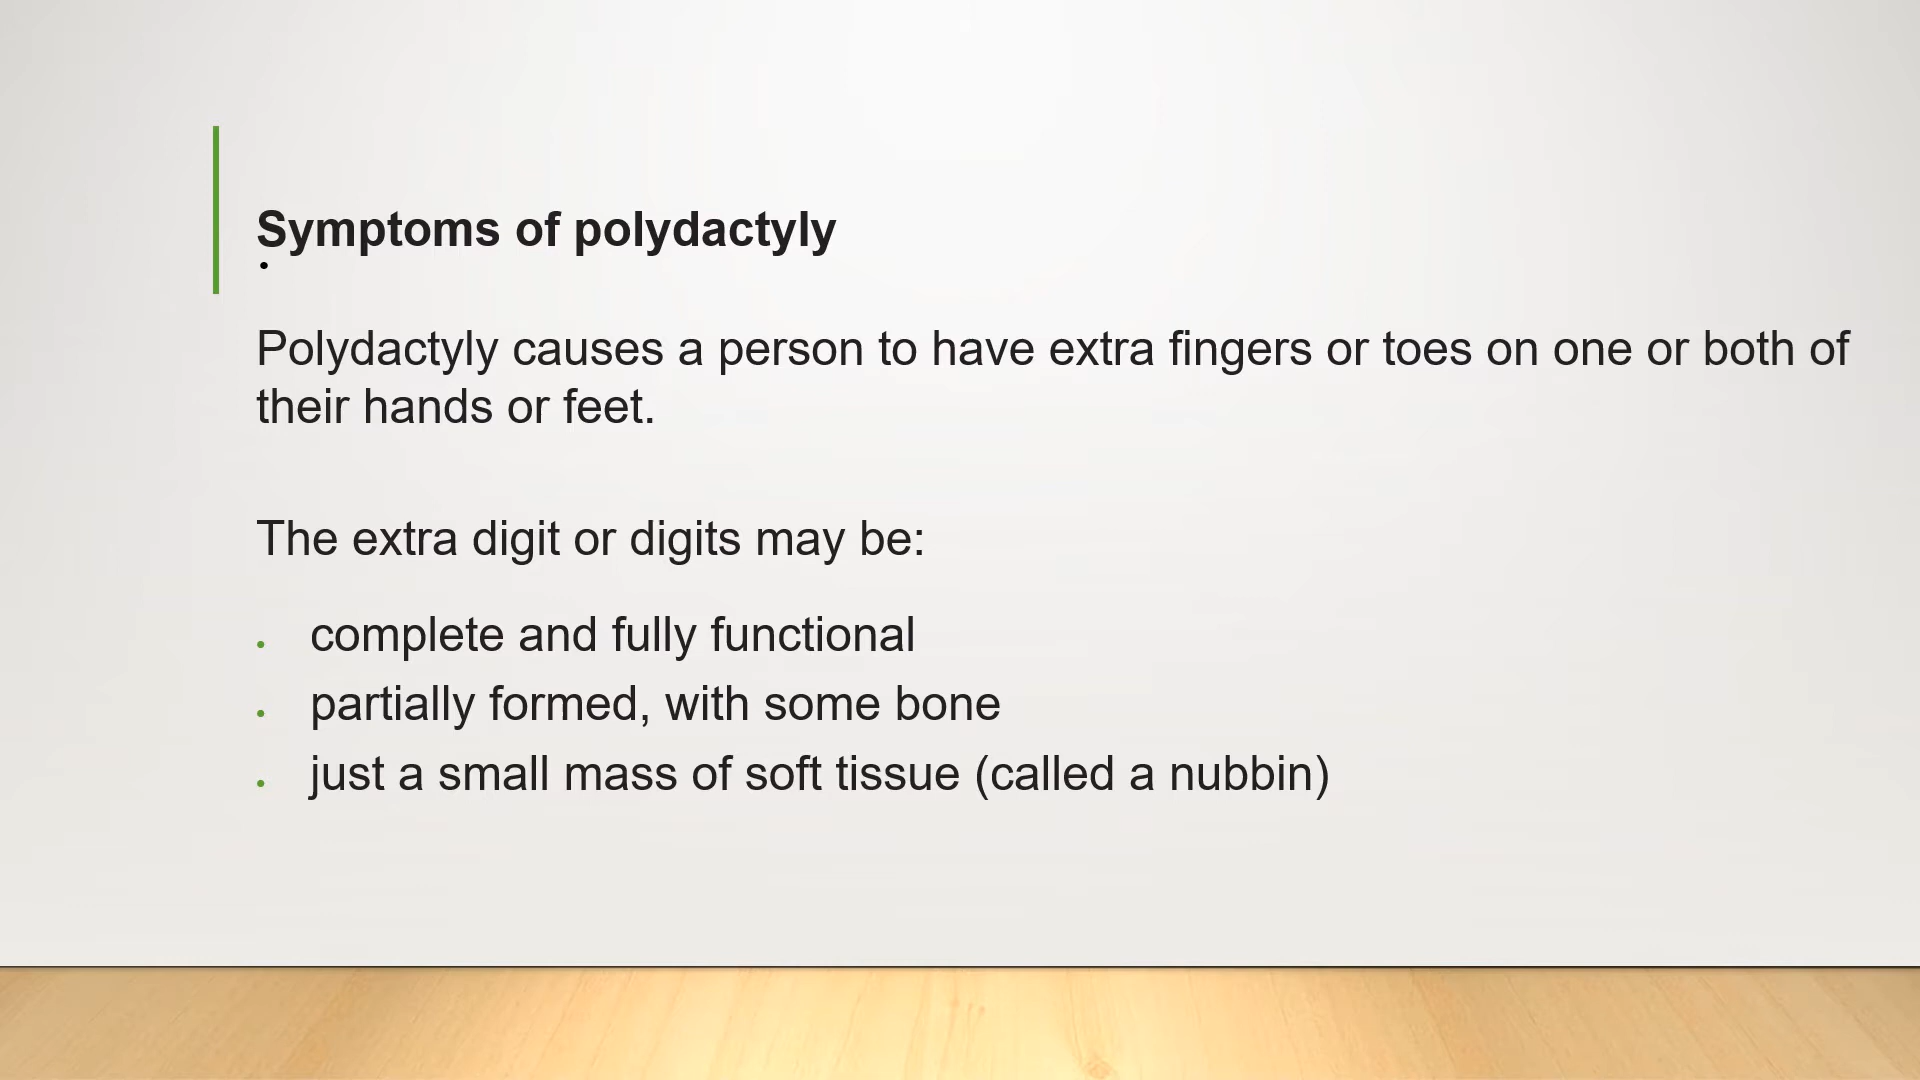 Symptoms of polydactyly
Polydactyly causes a person to have extra fingers or toes on one or both of
their hands or feet.
The extra digit or digits may be:
• complete and fully functional
• partially formed, with some bone
• just a small mass of soft tissue (called a nubbin)